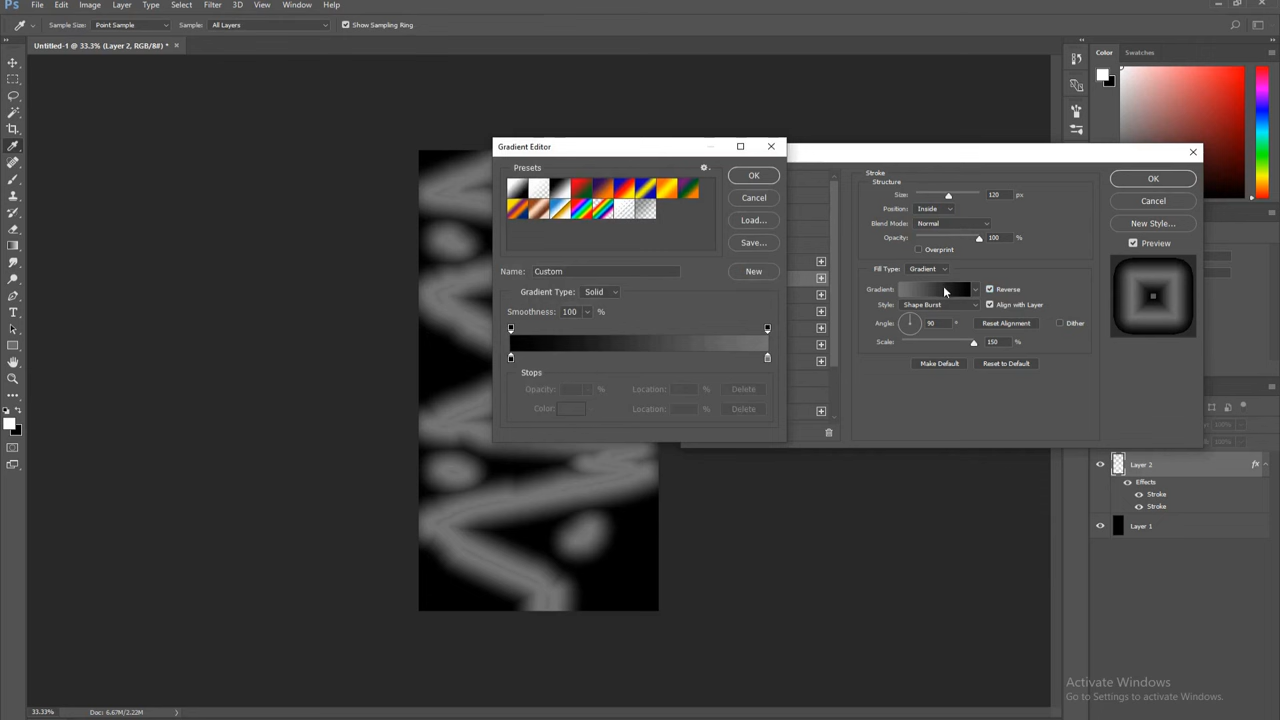 Ps File Edit Image Layer Type Select Filter 3D View Window Help
Sample Size: Point Sample Sample: All Layers Show Sampling Ring
Untitled-1 @ 33.3% (Layer 2, RGB/8#) * ×
Color Swatches
Gradient Editor
Presets
OK
Cancel
Load...
Save...
Name: Custom
New
Gradient Type: Solid
Smoothness: 100 %
Stops
Opacity: % Location: % Delete
Color: Location: % Delete
Stroke
Structure
Size: 120 px
Position: Inside
Blend Mode: Normal
Opacity: 100 %
Overprint
Fill Type: Gradient
Gradient: Reverse
Style: Shape Burst Align with Layer
Angle: 90 ° Reset Alignment Dither
Scale: 150 %
Make Default Reset to Default
OK
Cancel
New Style...
Preview
Layer 2 fx
Effects
Stroke
Stroke
Layer 1
Activate Windows
Go to Settings to activate Windows.
33.33% Doc: 6.67M/2.22M